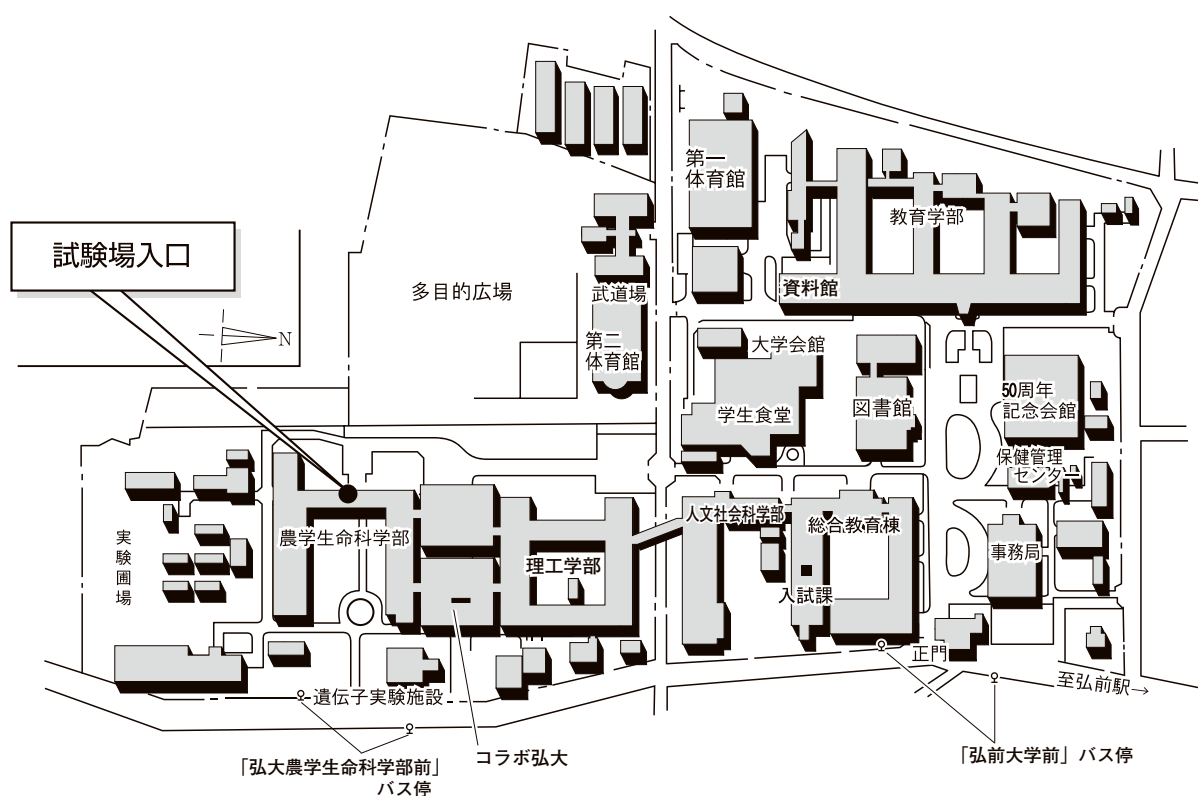 第一
体育館
教育学部
試験場入口
資料館
多目的広場
武道場
N
第二
体育館
大学会館
50周年
記念会館
学生食堂
図書館
保健管理
センター
人文社会科学部
総合教育棟
農学生命科学部
実験圃場
理工学部
事務局
入試課
正門
至弘前駅→
遺伝子実験施設
コラボ弘大
「弘前大学前」バス停
「弘大農学生命科学部前」
バス停